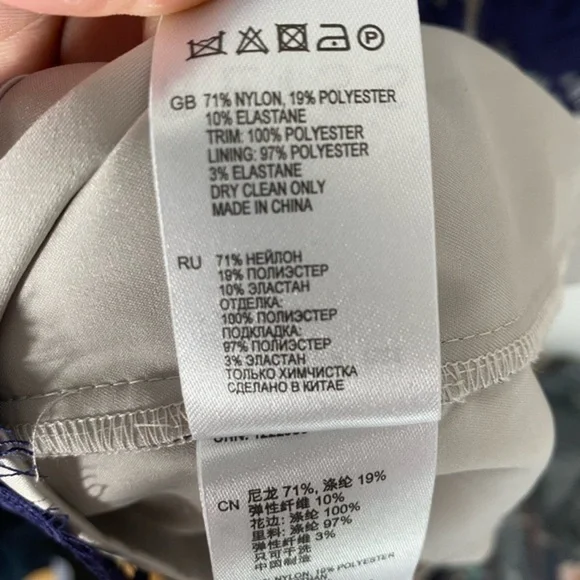 P
GB 71% NYLON, 19% POLYESTER
10% ELASTANE
TRIM: 100% POLYESTER
LINING: 97% POLYESTER
3% ELASTANE
DRY CLEAN ONLY
MADE IN CHINA
RU 71% НЕЙЛОН
19% ПОЛИЭСТЕР
10% ЭЛАСТАН
ОТДЕЛКА:
100% ПОЛИЭСТЕР
ПОДКЛАДКА:
97% ПОЛИЭСТЕР
3% ЭЛАСТАН
ТОЛЬКО ХИМЧИСТКА
СДЕЛАНО В КИТАЕ
CN 尼龙 71%, 涤纶 19%
弹性纤维 10%
花边: 涤纶 100%
里料: 涤纶 97%
弹性纤维 3%
只可干洗
中国制造
19% POLYESTER